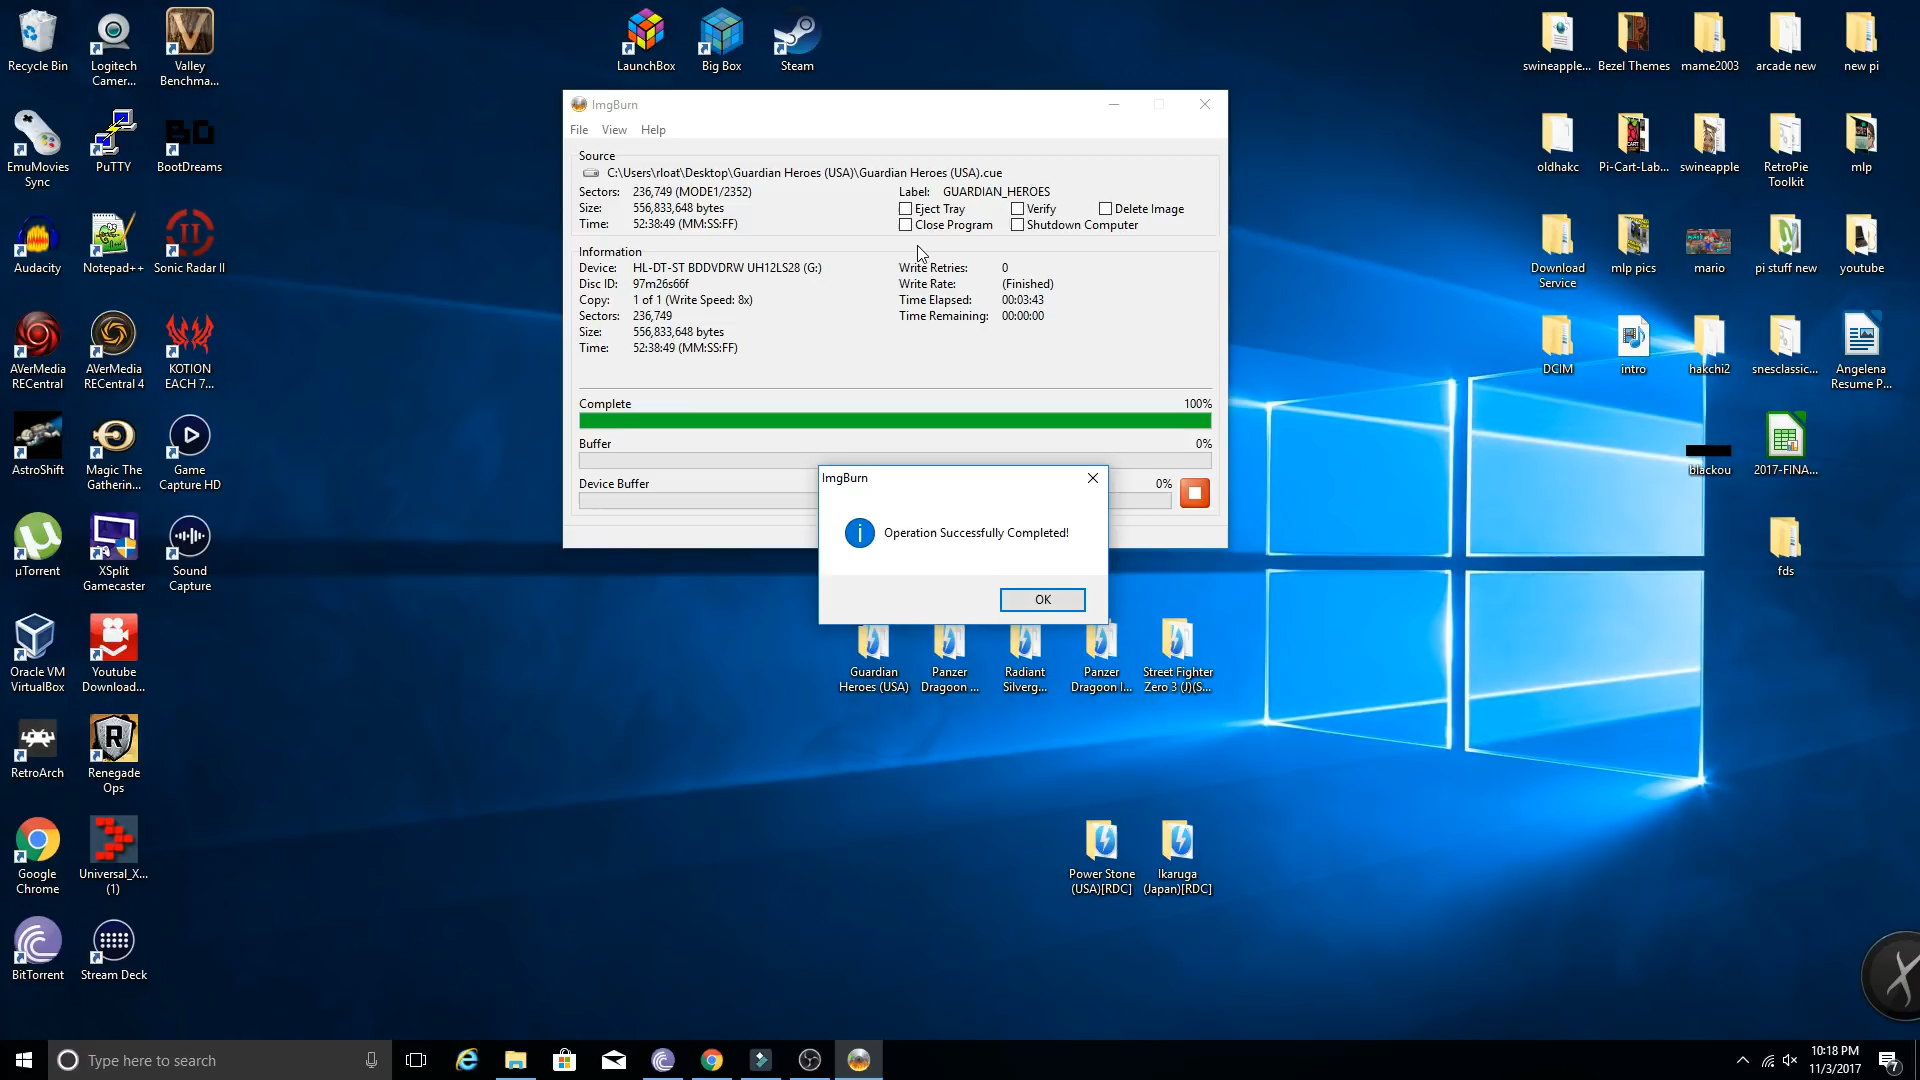 Recycle Bin
Logitech
Camer...
Valley
Benchma...
LaunchBox
Big Box
Steam
swineapple...
Bezel Themes
mame2003
arcade new
new pi
EmuMovies
Sync
PuTTY
BootDreams
oldhakc
Pi-Cart-Lab...
swineapple
RetroPie
Toolkit
mlp
Audacity
Notepad++
Sonic Radar II
Download
Service
mlp pics
mario
pi stuff new
youtube
AVerMedia
RECentral
AVerMedia
RECentral 4
KOTION
EACH 7...
DCIM
intro
hakchi2
snesclassic...
Angelena
Resume P...
AstroShift
Magic The
Gatherin...
Game
Capture HD
blackou
2017-FINA...
µTorrent
XSplit
Gamecaster
Sound
Capture
fds
Oracle VM
VirtualBox
Youtube
Download...
RetroArch
Renegade
Ops
Google
Chrome
Universal_X...
(1)
BitTorrent
Stream Deck
ImgBurn
File View Help
Source
C:\Users\rloat\Desktop\Guardian Heroes (USA)\Guardian Heroes (USA).cue
Sectors: 236,749 (MODE1/2352)
Label: GUARDIAN_HEROES
Size: 556,833,648 bytes
Eject Tray Verify Delete Image
Time: 52:38:49 (MM:SS:FF)
Close Program Shutdown Computer
Information
Device: HL-DT-ST BDDVDRW UH12LS28 (G:)
Write Retries: 0
Disc ID: 97m26s66f
Write Rate: (Finished)
Copy: 1 of 1 (Write Speed: 8x)
Time Elapsed: 00:03:43
Sectors: 236,749
Time Remaining: 00:00:00
Size: 556,833,648 bytes
Time: 52:38:49 (MM:SS:FF)
Complete 100%
Buffer 0%
Device Buffer 0%
ImgBurn
Operation Successfully Completed!
OK
Guardian
Heroes (USA)
Panzer
Dragoon ...
Radiant
Silverg...
Panzer
Dragoon I...
Street Fighter
Zero 3 (J)(S...
Power Stone
(USA)[RDC]
Ikaruga
(Japan)[RDC]
Type here to search
10:18 PM
11/3/2017
7